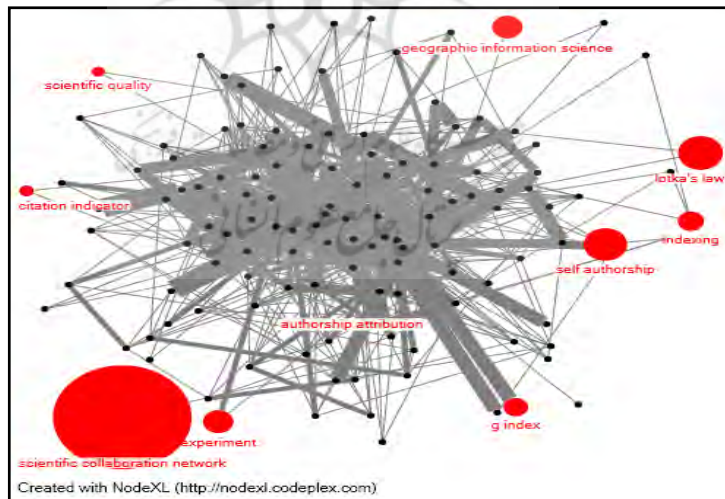 geographic information science
scientific quality
lotka's law
citation indicator
indexing
self authorship
authorship attribution
g index
experiment
scientific collaboration network
Created with NodeXL (http://nodexl.codeplex.com)